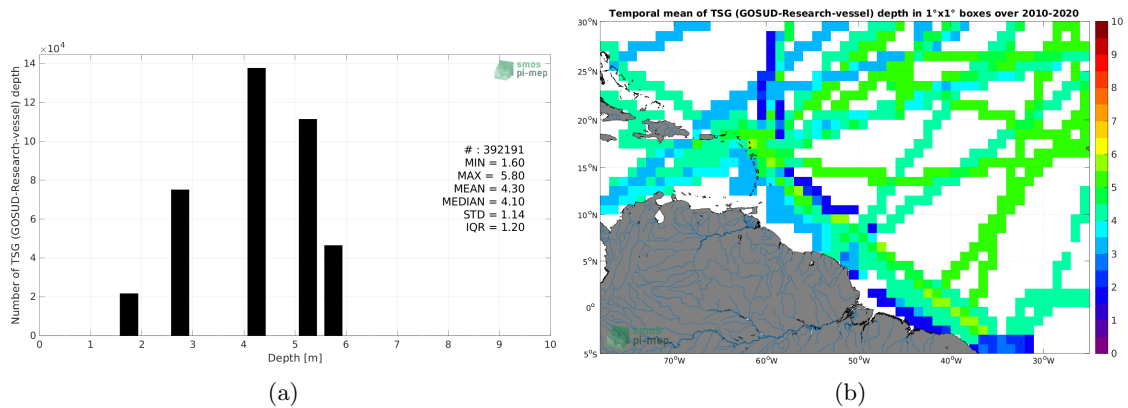 ×10⁴
14
12
10
8
6
4
2
0
Number of TSG (GOSUD-Research-vessel) depth
smos
pi-mep
# : 392191
MIN = 1.60
MAX = 5.80
MEAN = 4.30
MEDIAN = 4.10
STD = 1.14
IQR = 1.20
0 1 2 3 4 5 6 7 8 9 10
Depth [m]
(a)
Temporal mean of TSG (GOSUD-Research-vessel) depth in 1°x1° boxes over 2010-2020
30°N
25°N
20°N
15°N
10°N
5°N
0°
5°S
70°W 60°W 50°W 40°W 30°W
smos
pi-mep
10
9
8
7
6
5
4
3
2
1
0
(b)